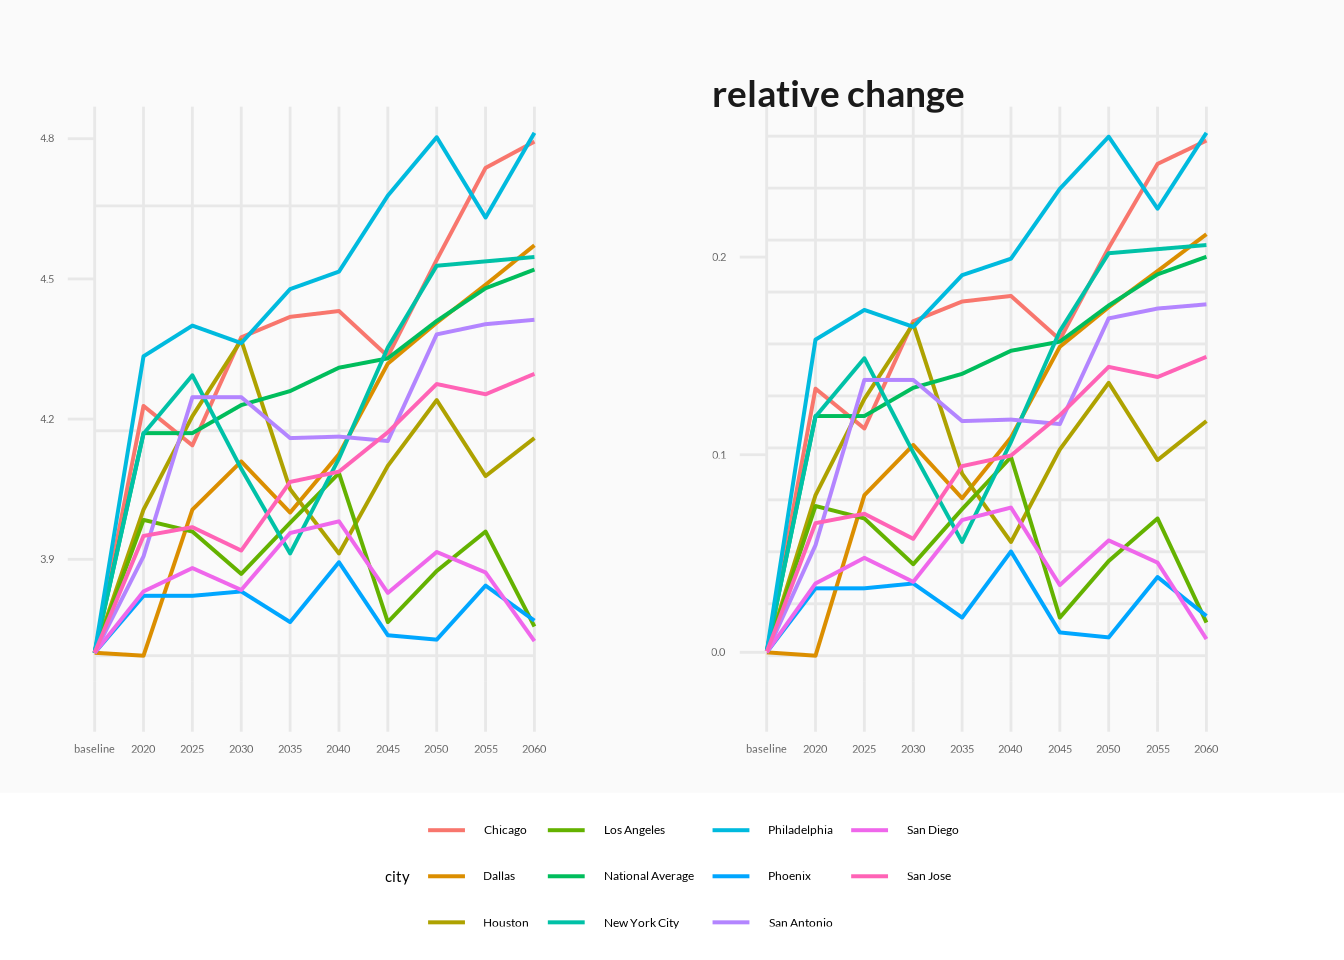 relative change
4.8
4.5
4.2
3.9
0.2
0.1
0.0
baseline 2020 2025 2030 2035 2040 2045 2050 2055 2060
baseline 2020 2025 2030 2035 2040 2045 2050 2055 2060
Chicago Los Angeles Philadelphia San Diego
city Dallas National Average Phoenix San Jose
Houston New York City San Antonio